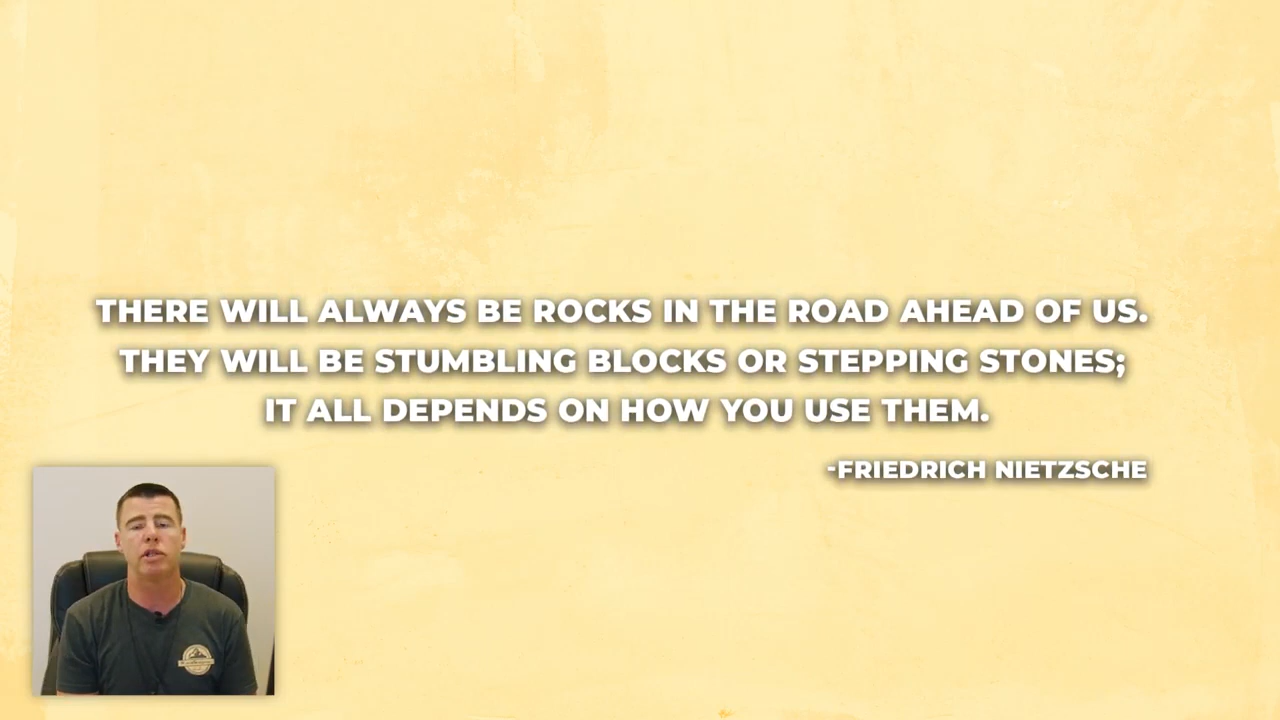 THERE WILL ALWAYS BE ROCKS IN THE ROAD AHEAD OF US.
THEY WILL BE STUMBLING BLOCKS OR STEPPING STONES;
IT ALL DEPENDS ON HOW YOU USE THEM.
-FRIEDRICH NIETZSCHE